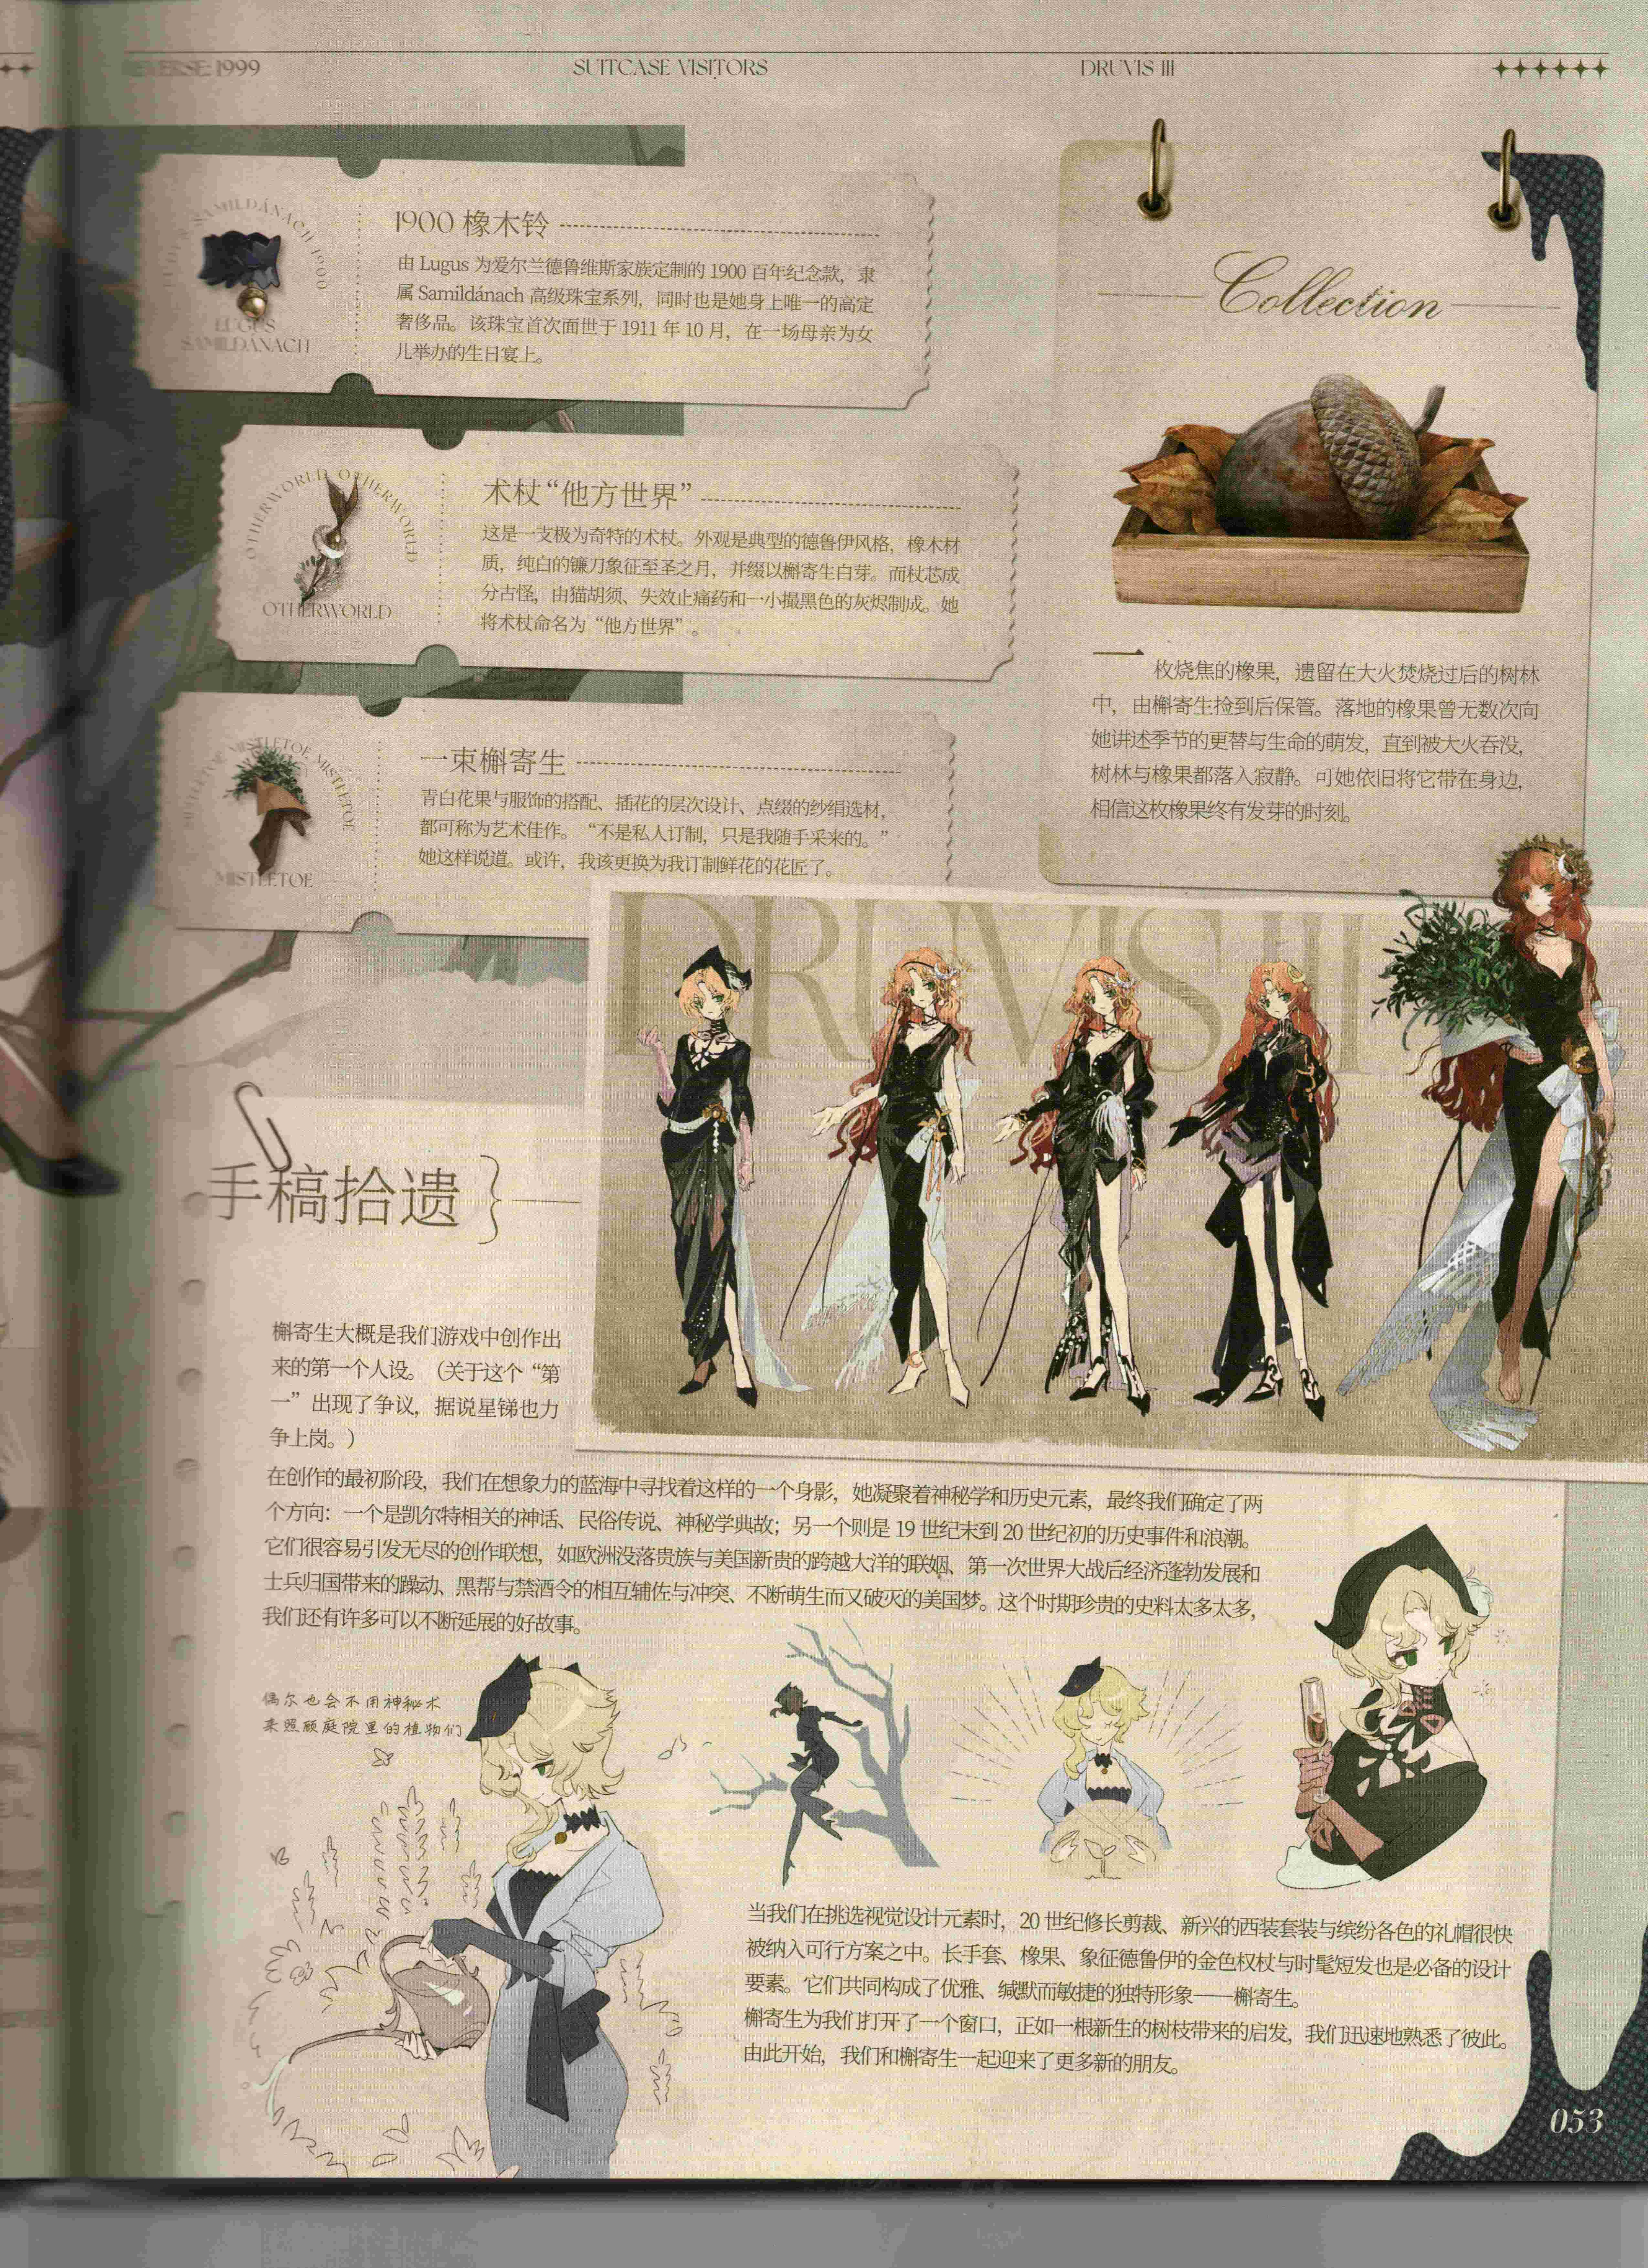 REVERSE: 1999
SUITCASE VISITORS
DRUVIS III
SAMILDÁNACH 1900
LUGUS
SAMILDÁNACH
1900 橡木铃
由 Lugus 为爱尔兰德鲁维斯家族定制的 1900 百年纪念款，隶
属 Samildánach 高级珠宝系列，同时也是她身上唯一的高定
奢侈品。该珠宝首次面世于 1911 年 10 月，在一场母亲为女
儿举办的生日宴上。
OTHERWORLD OTHERWORLD
OTHERWORLD
术杖“他方世界”
这是一支极为奇特的术杖。外观是典型的德鲁伊风格，橡木材
质，纯白的镰刀象征至圣之月，并缀以槲寄生白芽。而杖芯成
分古怪，由猫胡须、失效止痛药和一小撮黑色的灰烬制成。她
将术杖命名为“他方世界”。
MISTLETOE MISTLETOE MISTLETOE
MISTLETOE
一束槲寄生
青白花果与服饰的搭配、插花的层次设计、点缀的纱绢选材，
都可称为艺术佳作。“不是私人订制，只是我随手采来的。”
她这样说道。或许，我该更换为我订制鲜花的花匠了。
Collection
一枚烧焦的橡果，遗留在大火焚烧过后的树林
中，由槲寄生捡到后保管。落地的橡果曾无数次向
她讲述季节的更替与生命的萌发，直到被大火吞没，
树林与橡果都落入寂静。可她依旧将它带在身边，
相信这枚橡果终有发芽的时刻。
DRUVIS III
手稿拾遗
槲寄生大概是我们游戏中创作出
来的第一个人设。（关于这个“第
一”出现了争议，据说星锑也力
争上岗。）
在创作的最初阶段，我们在想象力的蓝海中寻找着这样的一个身影，她凝聚着神秘学和历史元素，最终我们确定了两
个方向：一个是凯尔特相关的神话、民俗传说、神秘学典故；另一个则是 19 世纪末到 20 世纪初的历史事件和浪潮。
它们很容易引发无尽的创作联想，如欧洲没落贵族与美国新贵的跨越大洋的联姻、第一次世界大战后经济蓬勃发展和
士兵归国带来的躁动、黑帮与禁酒令的相互辅佐与冲突、不断萌生而又破灭的美国梦。这个时期珍贵的史料太多太多，
我们还有许多可以不断延展的好故事。
偶尔也会不用神秘术
来照顾庭院里的植物们
当我们在挑选视觉设计元素时，20 世纪修长剪裁、新兴的西装套装与缤纷各色的礼帽很快
被纳入可行方案之中。长手套、橡果、象征德鲁伊的金色权杖与时髦短发也是必备的设计
要素。它们共同构成了优雅、缄默而敏捷的独特形象——槲寄生。
槲寄生为我们打开了一个窗口，正如一根新生的树枝带来的启发，我们迅速地熟悉了彼此。
由此开始，我们和槲寄生一起迎来了更多新的朋友。
053